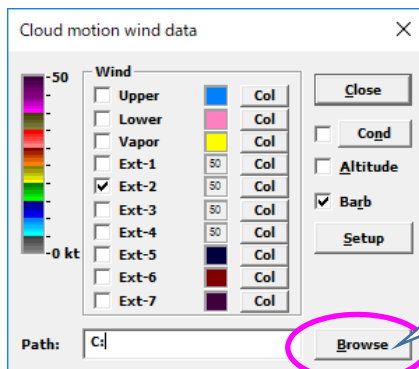 Cloud motion wind data
50
0 kt
Wind
Upper Col
Lower Col
Vapor Col
Ext-1 50 Col
Ext-2 50 Col
Ext-3 50 Col
Ext-4 50 Col
Ext-5 Col
Ext-6 Col
Ext-7 Col
Close
Cond
Altitude
Barb
Setup
Path: C: Browse